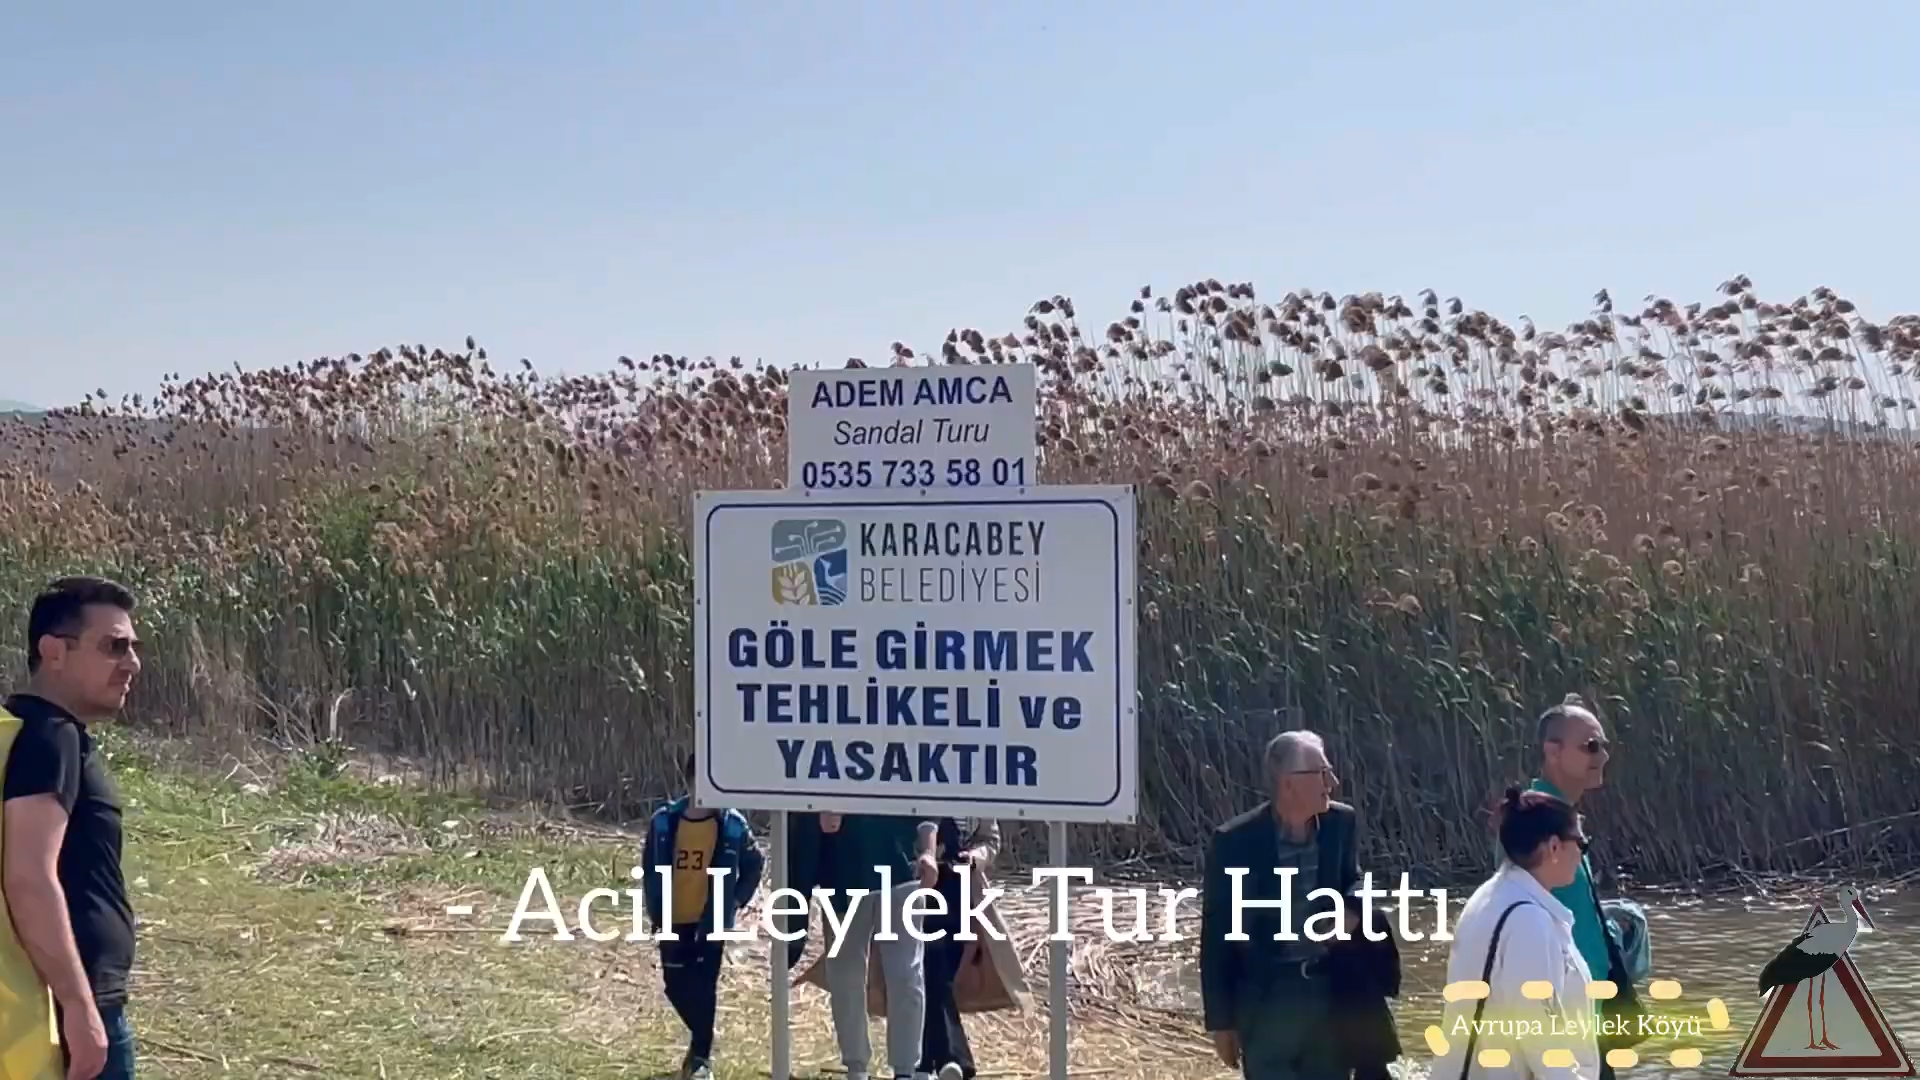 ADEM AMCA
Sandal Turu
0535 733 58 01
KARACABEY
BELEDİYESİ
GÖLE GİRMEK
TEHLİKELİ ve
YASAKTIR
23
- Acil Leylek Tur Hattı
Avrupa Leylek Köyü